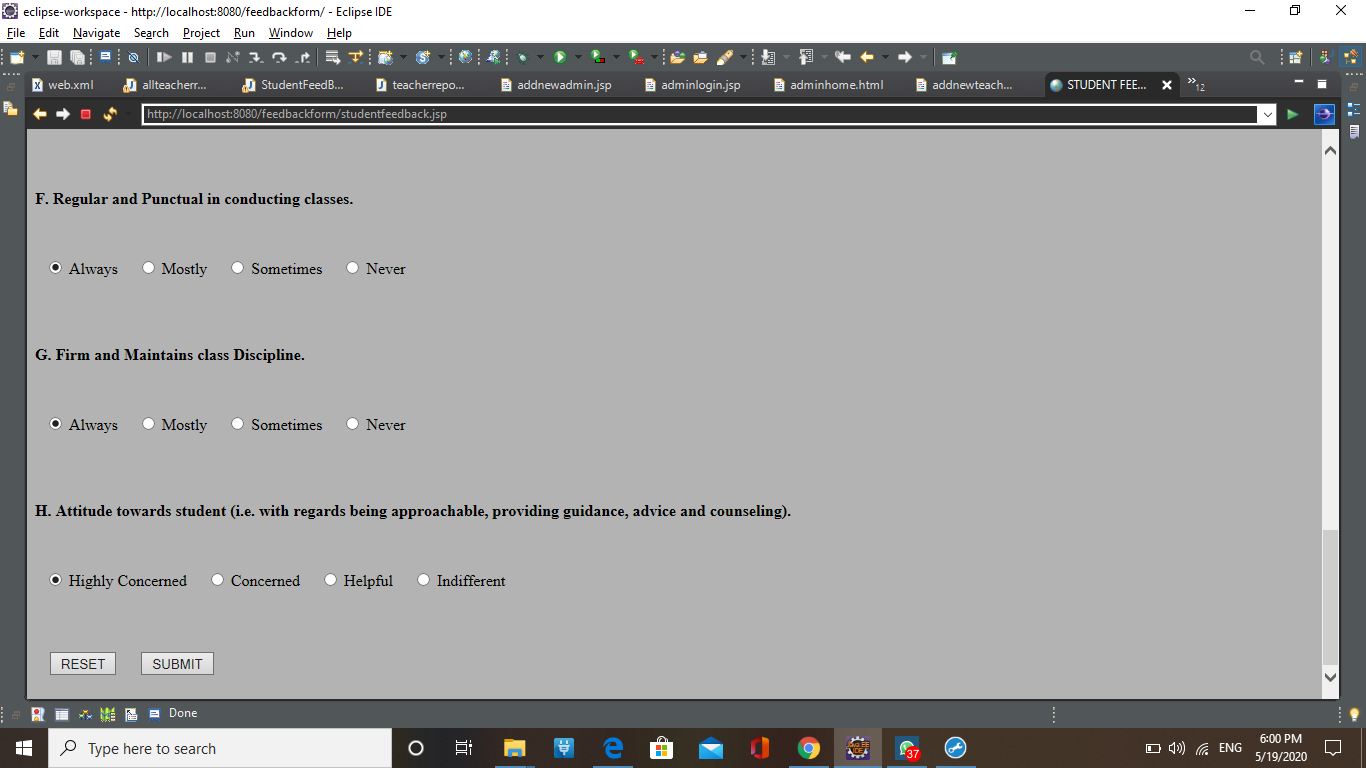 eclipse-workspace - http://localhost:8080/feedbackform/ - Eclipse IDE
File Edit Navigate Search Project Run Window Help
web.xml allteacherr... StudentFeedB... teacherrepo... addnewadmin.jsp adminlogin.jsp adminhome.html addnewteach... STUDENT FEE... »12
http://localhost:8080/feedbackform/studentfeedback.jsp
F. Regular and Punctual in conducting classes.
Always Mostly Sometimes Never
G. Firm and Maintains class Discipline.
Always Mostly Sometimes Never
H. Attitude towards student (i.e. with regards being approachable, providing guidance, advice and counseling).
Highly Concerned Concerned Helpful Indifferent
RESET SUBMIT
Done
Type here to search
37
ENG
6:00 PM
5/19/2020